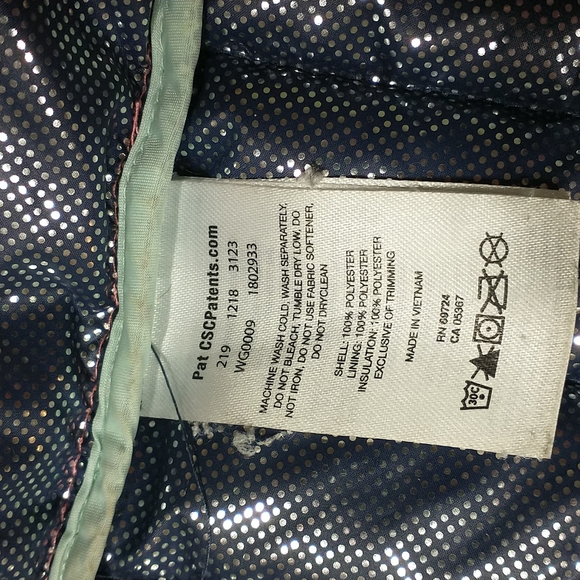 Pat CSCPatents.com
219 1218 3123
WG0009 1802933
MACHINE WASH COLD, WASH SEPARATELY,
DO NOT BLEACH, TUMBLE DRY LOW, DO
NOT IRON, DO NOT USE FABRIC SOFTENER,
DO NOT DRYCLEAN
SHELL: 100% POLYESTER
LINING: 100% POLYESTER
INSULATION: 100% POLYESTER
EXCLUSIVE OF TRIMMING
MADE IN VIETNAM
RN 69724
CA 05367
30C